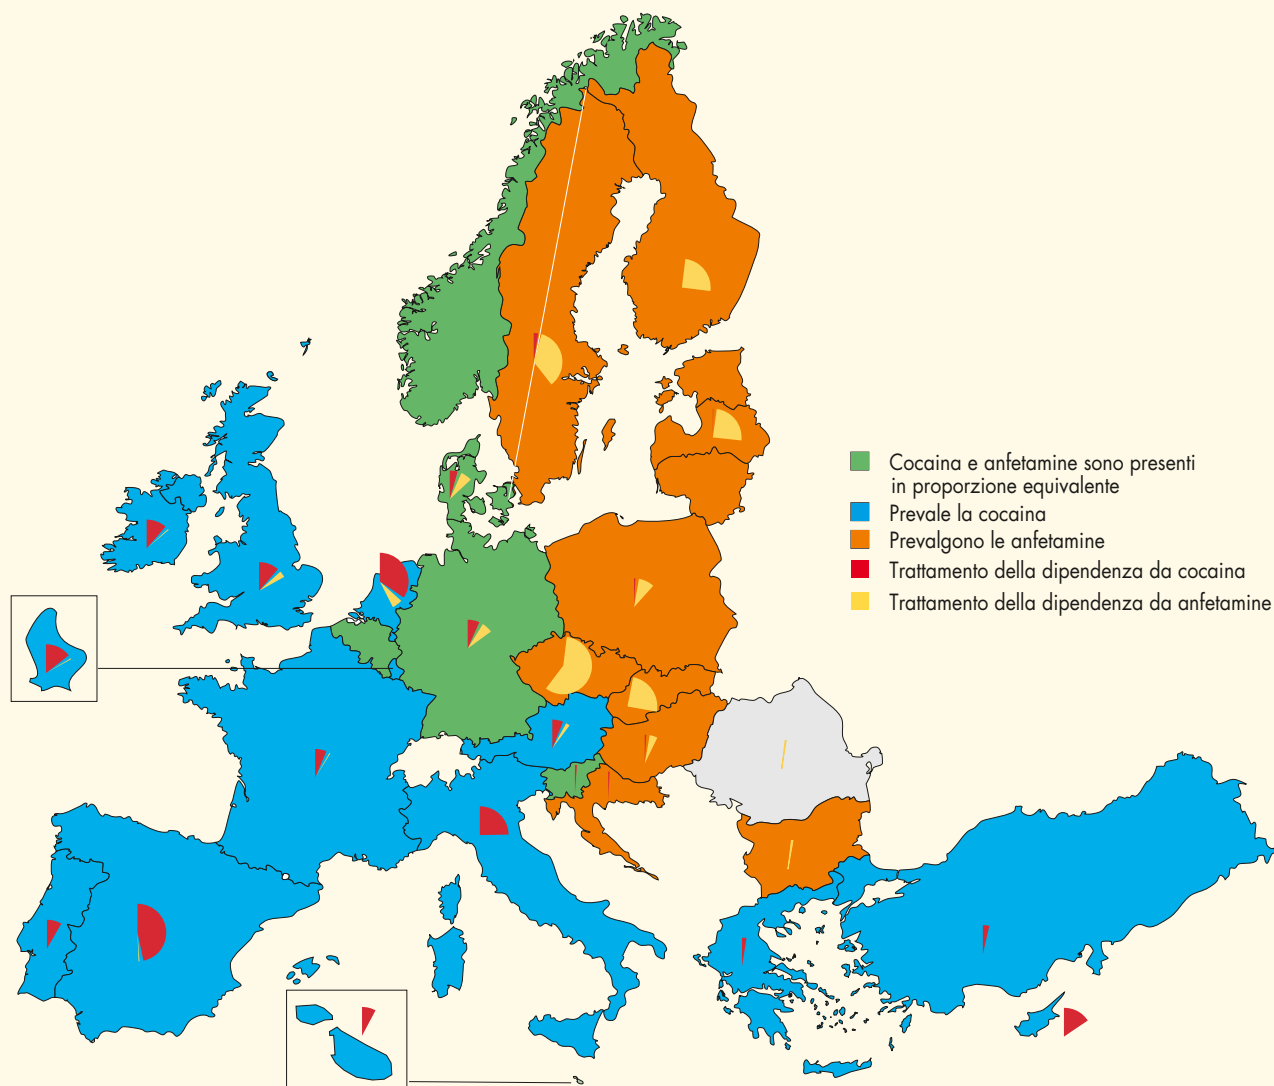 Cocaina e anfetamine sono presenti
in proporzione equivalente
Prevale la cocaina
Prevalgono le anfetamine
Trattamento della dipendenza da cocaina
Trattamento della dipendenza da anfetamine